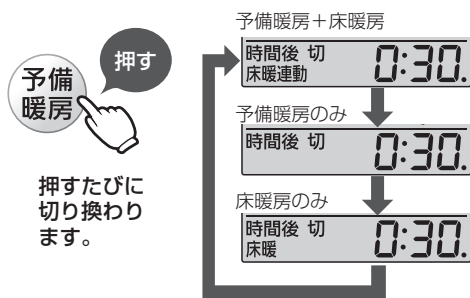 予備
暖房
押す
押すたびに
切り換わり
ます。
予備暖房＋床暖房
時間後 切
床暖連動
0:30.
予備暖房のみ
時間後 切
0:30.
床暖房のみ
時間後 切
床暖
0:30.